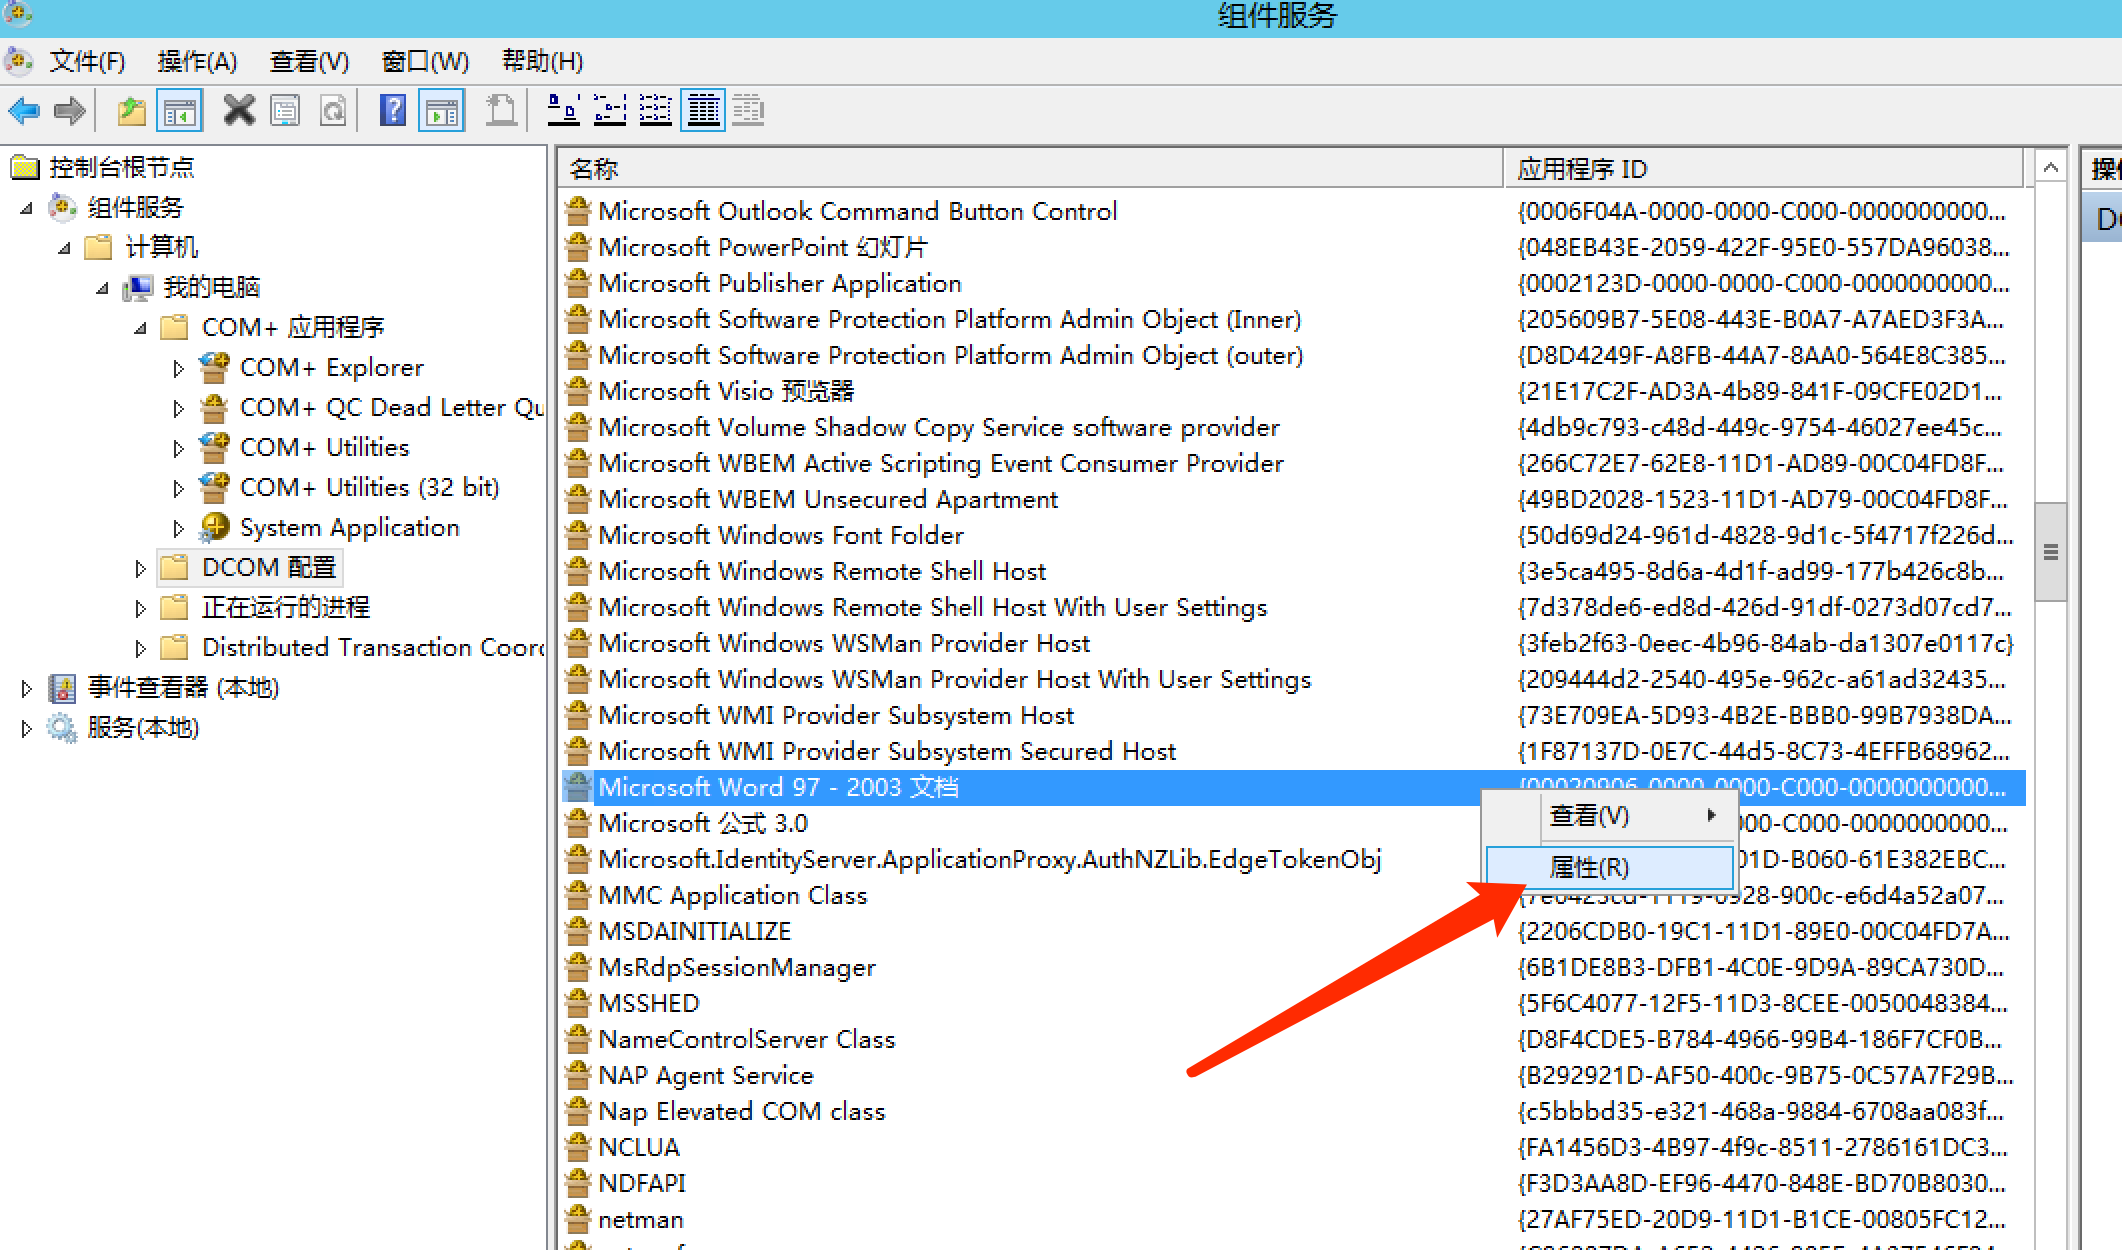 组件服务
文件(F) 操作(A) 查看(V) 窗口(W) 帮助(H)
控制台根节点
组件服务
计算机
我的电脑
COM+ 应用程序
COM+ Explorer
COM+ QC Dead Letter Qu
COM+ Utilities
COM+ Utilities (32 bit)
System Application
DCOM 配置
正在运行的进程
Distributed Transaction Coord
事件查看器 (本地)
服务(本地)
名称 应用程序 ID
Microsoft Outlook Command Button Control {0006F04A-0000-0000-C000-0000000000...
Microsoft PowerPoint 幻灯片 {048EB43E-2059-422F-95E0-557DA96038...
Microsoft Publisher Application {0002123D-0000-0000-C000-0000000000...
Microsoft Software Protection Platform Admin Object (Inner) {205609B7-5E08-443E-B0A7-A7AED3F3A...
Microsoft Software Protection Platform Admin Object (outer) {D8D4249F-A8FB-44A7-8AA0-564E8C385...
Microsoft Visio 预览器 {21E17C2F-AD3A-4b89-841F-09CFE02D1...
Microsoft Volume Shadow Copy Service software provider {4db9c793-c48d-449c-9754-46027ee45c...
Microsoft WBEM Active Scripting Event Consumer Provider {266C72E7-62E8-11D1-AD89-00C04FD8F...
Microsoft WBEM Unsecured Apartment {49BD2028-1523-11D1-AD79-00C04FD8F...
Microsoft Windows Font Folder {50d69d24-961d-4828-9d1c-5f4717f226d...
Microsoft Windows Remote Shell Host {3e5ca495-8d6a-4d1f-ad99-177b426c8b...
Microsoft Windows Remote Shell Host With User Settings {7d378de6-ed8d-426d-91df-0273d07cd7...
Microsoft Windows WSMan Provider Host {3feb2f63-0eec-4b96-84ab-da1307e0117c}
Microsoft Windows WSMan Provider Host With User Settings {209444d2-2540-495e-962c-a61ad32435...
Microsoft WMI Provider Subsystem Host {73E709EA-5D93-4B2E-BBB0-99B7938DA...
Microsoft WMI Provider Subsystem Secured Host {1F87137D-0E7C-44d5-8C73-4EFFB68962...
Microsoft Word 97 - 2003 文档 {00020906-0000-0000-C000-0000000000...
Microsoft 公式 3.0 00-C000-0000000000...
Microsoft.IdentityServer.ApplicationProxy.AuthNZLib.EdgeTokenObj 01D-B060-61E382EBC...
MMC Application Class 928-900c-e6d4a52a07...
MSDAINITIALIZE {2206CDB0-19C1-11D1-89E0-00C04FD7A...
MsRdpSessionManager {6B1DE8B3-DFB1-4C0E-9D9A-89CA730D...
MSSHED {5F6C4077-12F5-11D3-8CEE-0050048384...
NameControlServer Class {D8F4CDE5-B784-4966-99B4-186F7CF0B...
NAP Agent Service {B292921D-AF50-400c-9B75-0C57A7F29B...
Nap Elevated COM class {c5bbbd35-e321-468a-9884-6708aa083f...
NCLUA {FA1456D3-4B97-4f9c-8511-2786161DC3...
NDFAPI {F3D3AA8D-EF96-4470-848E-BD70B8030...
netman {27AF75ED-20D9-11D1-B1CE-00805FC12...
查看(V)
属性(R)
操